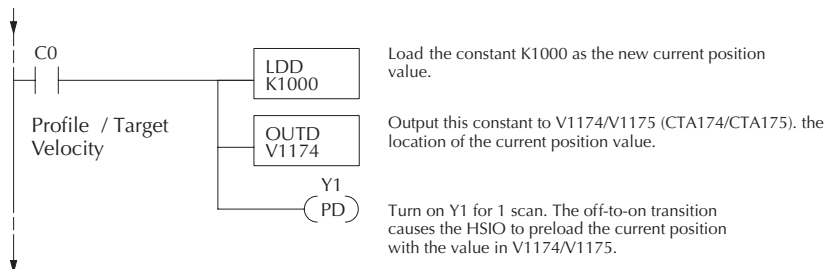 C0
LDD
K1000
Load the constant K1000 as the new current position
value.
Profile / Target
Velocity
OUTD
V1174
Output this constant to V1174/V1175 (CTA174/CTA175). the
location of the current position value.
Y1
PD
Turn on Y1 for 1 scan. The off-to-on transition
causes the HSIO to preload the current position
with the value in V1174/V1175.